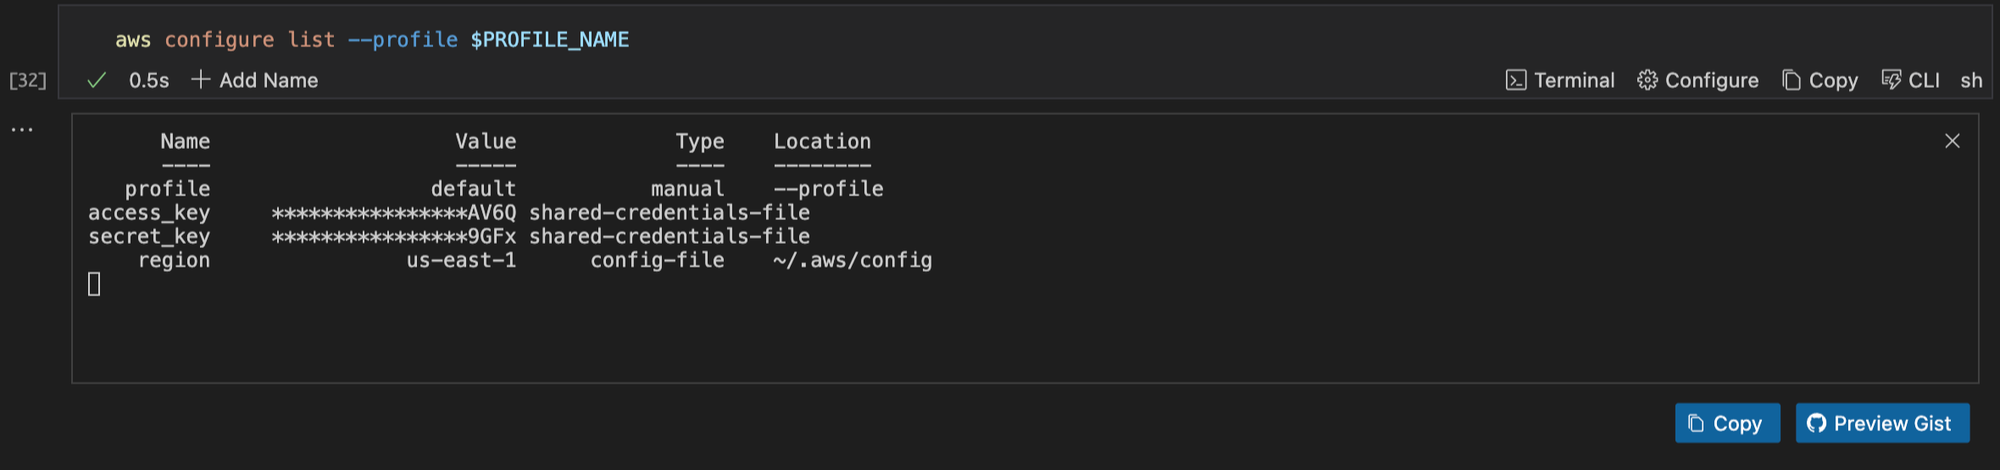 aws configure list --profile $PROFILE_NAME
[32] 0.5s Add Name Terminal Configure Copy CLI sh
...
Name Value Type Location
---- ----- ---- --------
profile default manual --profile
access_key ****************AV6Q shared-credentials-file
secret_key ****************9GFx shared-credentials-file
region us-east-1 config-file ~/.aws/config
Copy Preview Gist